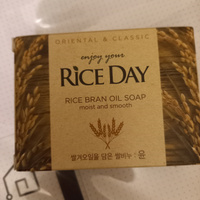 ORIENTAL & CLASSIC
enjoy your
RICE DAY
RICE BRAN OIL SOAP
moist and smooth
쌀겨오일을 담은 쌀비누 : 윤